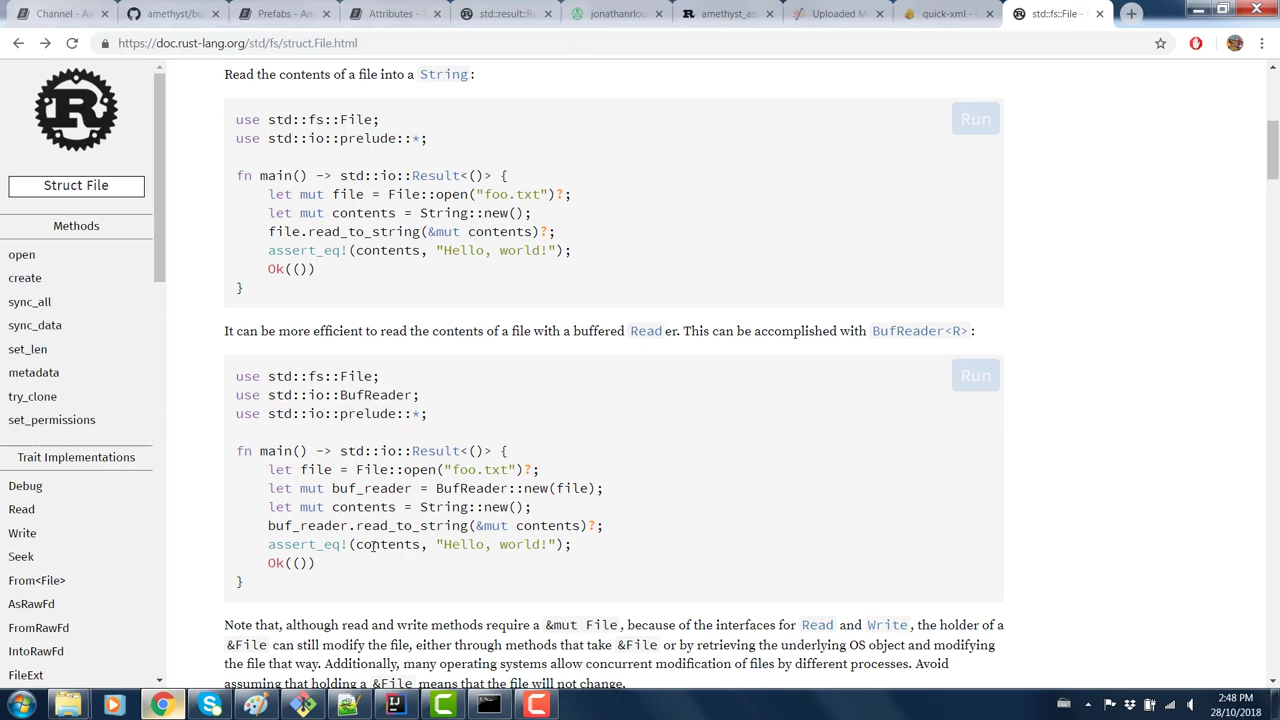 Channel - A
amethyst/bu
Prefabs - An
Attributes - 
std::result::R
jonathanrlou
amethyst_as
Uploaded M
quick-xml –
std::fs::File -
https://doc.rust-lang.org/std/fs/struct.File.html
R
Struct File
Methods
open
create
sync_all
sync_data
set_len
metadata
try_clone
set_permissions
Trait Implementations
Debug
Read
Write
Seek
From<File>
AsRawFd
FromRawFd
IntoRawFd
FileExt
Read the contents of a file into a String:
Run
use std::fs::File;
use std::io::prelude::*;
fn main() -> std::io::Result<()> {
let mut file = File::open("foo.txt")?;
let mut contents = String::new();
file.read_to_string(&mut contents)?;
assert_eq!(contents, "Hello, world!");
Ok(())
}
It can be more efficient to read the contents of a file with a buffered Reader. This can be accomplished with BufReader<R>:
Run
use std::fs::File;
use std::io::BufReader;
use std::io::prelude::*;
fn main() -> std::io::Result<()> {
let file = File::open("foo.txt")?;
let mut buf_reader = BufReader::new(file);
let mut contents = String::new();
buf_reader.read_to_string(&mut contents)?;
assert_eq!(contents, "Hello, world!");
Ok(())
}
Note that, although read and write methods require a &mut File, because of the interfaces for Read and Write, the holder of a
&File can still modify the file, either through methods that take &File or by retrieving the underlying OS object and modifying
the file that way. Additionally, many operating systems allow concurrent modification of files by different processes. Avoid
assuming that holding a &File means that the file will not change.
2:48 PM
28/10/2018